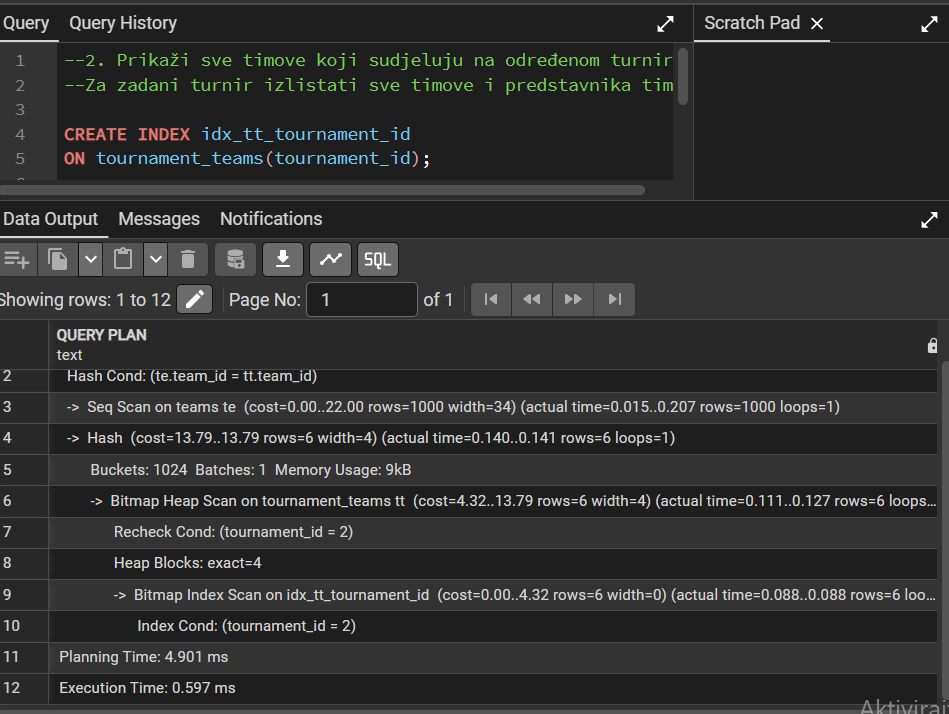 Query Query History
Scratch Pad
1 --2. Prikaži sve timove koji sudjeluju na određenom turnir
2 --Za zadani turnir izlistati sve timove i predstavnika tim
3
4 CREATE INDEX idx_tt_tournament_id
5 ON tournament_teams(tournament_id);
Data Output Messages Notifications
SQL
Showing rows: 1 to 12 Page No: 1 of 1
QUERY PLAN
text
2 Hash Cond: (te.team_id = tt.team_id)
3 -> Seq Scan on teams te (cost=0.00..22.00 rows=1000 width=34) (actual time=0.015..0.207 rows=1000 loops=1)
4 -> Hash (cost=13.79..13.79 rows=6 width=4) (actual time=0.140..0.141 rows=6 loops=1)
5 Buckets: 1024 Batches: 1 Memory Usage: 9kB
6 -> Bitmap Heap Scan on tournament_teams tt (cost=4.32..13.79 rows=6 width=4) (actual time=0.111..0.127 rows=6 loops...
7 Recheck Cond: (tournament_id = 2)
8 Heap Blocks: exact=4
9 -> Bitmap Index Scan on idx_tt_tournament_id (cost=0.00..4.32 rows=6 width=0) (actual time=0.088..0.088 rows=6 loo...
10 Index Cond: (tournament_id = 2)
11 Planning Time: 4.901 ms
12 Execution Time: 0.597 ms